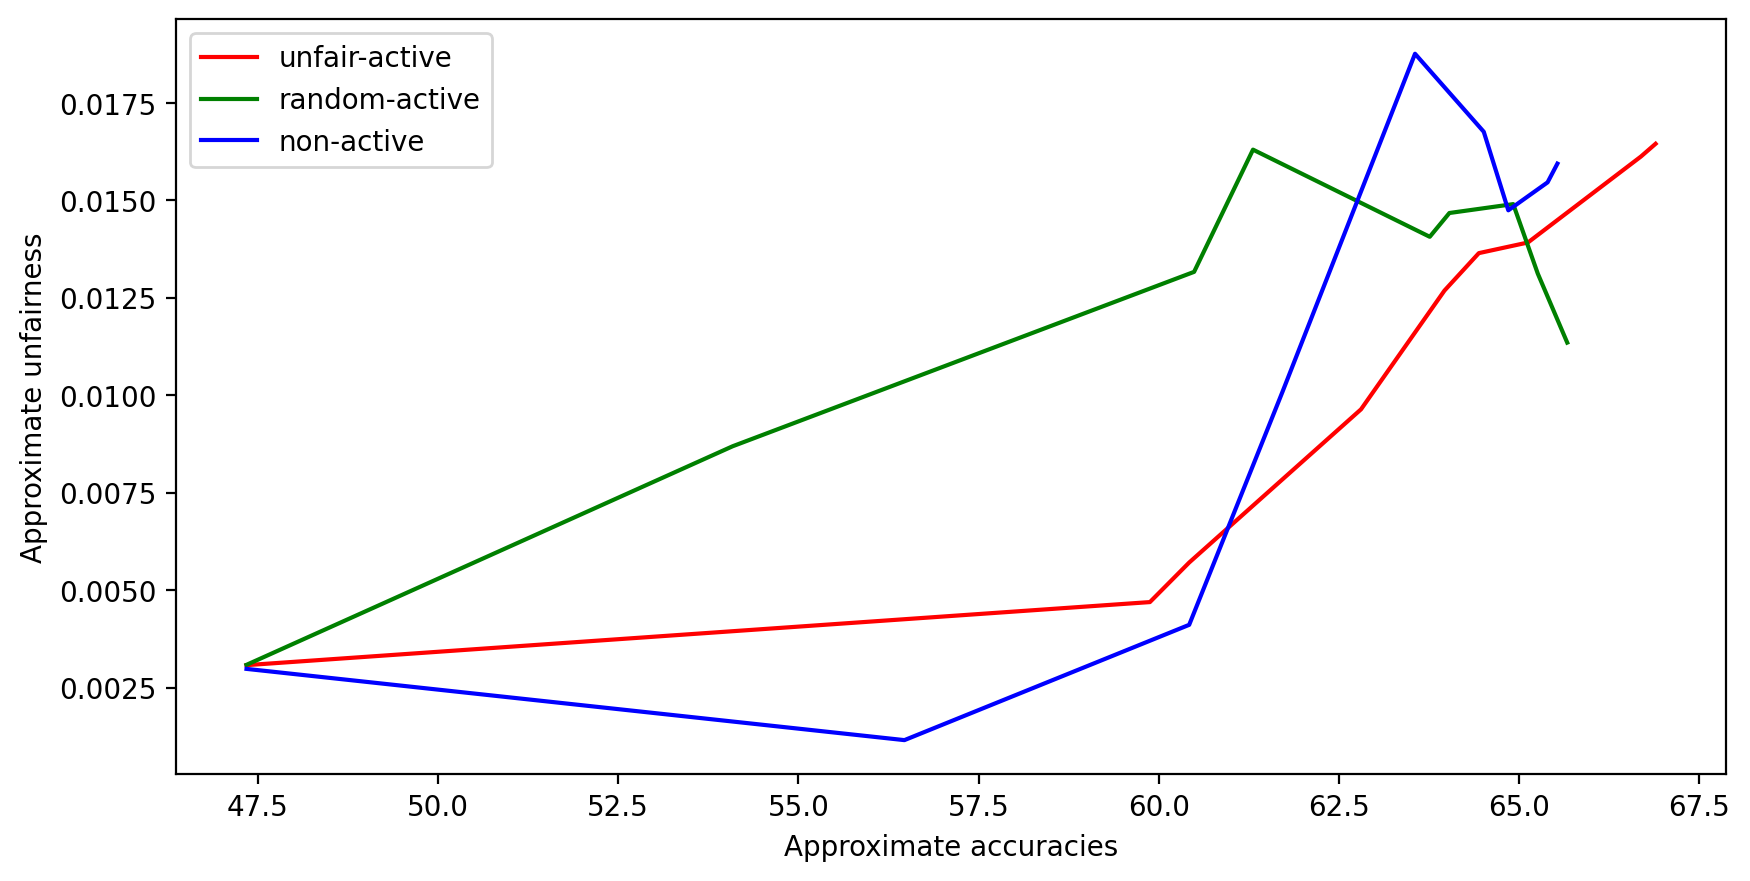 unfair-active
random-active
non-active
0.0175
0.0150
0.0125
0.0100
0.0075
0.0050
0.0025
Approximate unfairness
47.5 50.0 52.5 55.0 57.5 60.0 62.5 65.0 67.5
Approximate accuracies